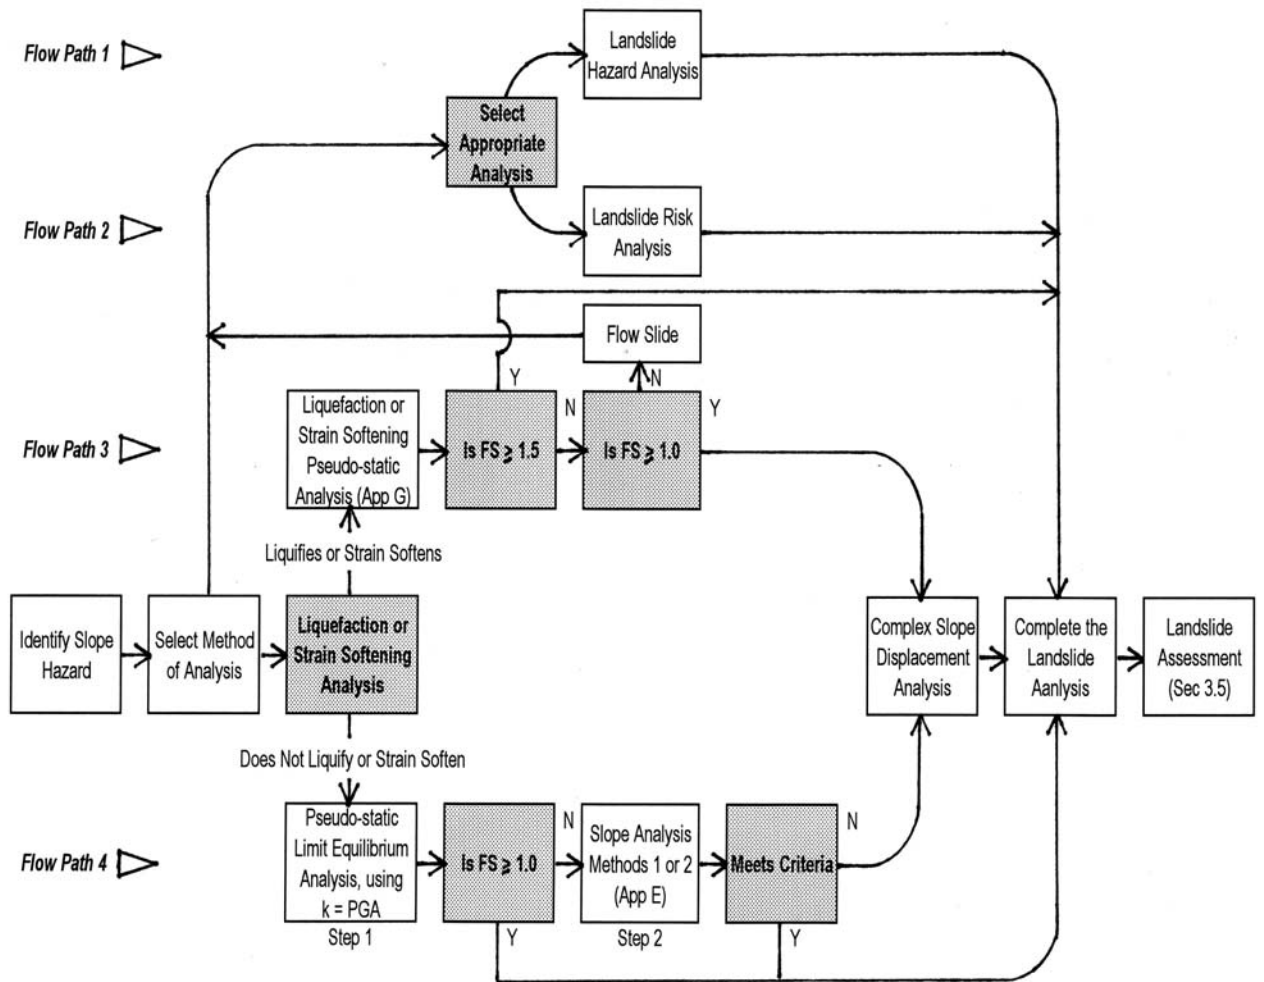 Flow Path 1
Landslide
Hazard Analysis
Select
Appropriate
Analysis
Flow Path 2
Landslide Risk
Analysis
Flow Slide
Y
N
Liquefaction or
Strain Softening
Pseudo-static
Analysis (App G)
Is FS ≥ 1.5
N
Is FS ≥ 1.0
Y
Flow Path 3
Liquifies or Strain Softens
Identify Slope
Hazard
Select Method
of Analysis
Liquefaction or
Strain Softening
Analysis
Complex Slope
Displacement
Analysis
Complete the
Landslide
Aanlysis
Landslide
Assessment
(Sec 3.5)
Does Not Liquify or Strain Soften
Flow Path 4
Pseudo-static
Limit Equilibrium
Analysis, using
k = PGA
Step 1
Is FS ≥ 1.0
N
Y
Slope Analysis
Methods 1 or 2
(App E)
Step 2
Meets Criteria
N
Y